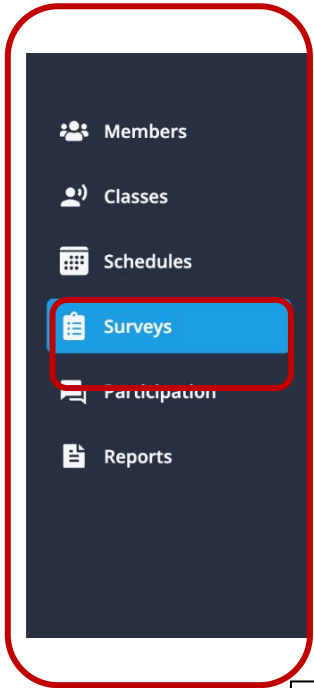 Members
Classes
Schedules
Surveys
Participation
Reports